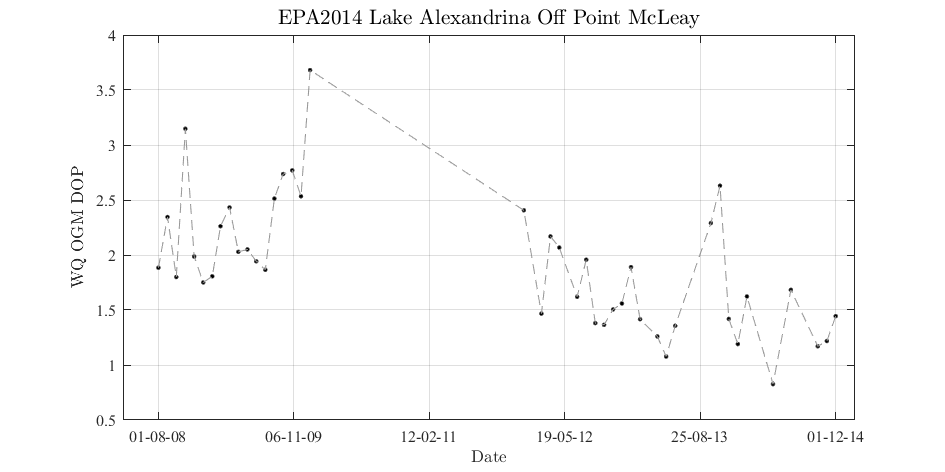 EPA2014 Lake Alexandrina Off Point McLeay
4
3.5
3
2.5
2
1.5
1
0.5
WQ OGM DOP
01-08-08 06-11-09 12-02-11 19-05-12 25-08-13 01-12-14
Date